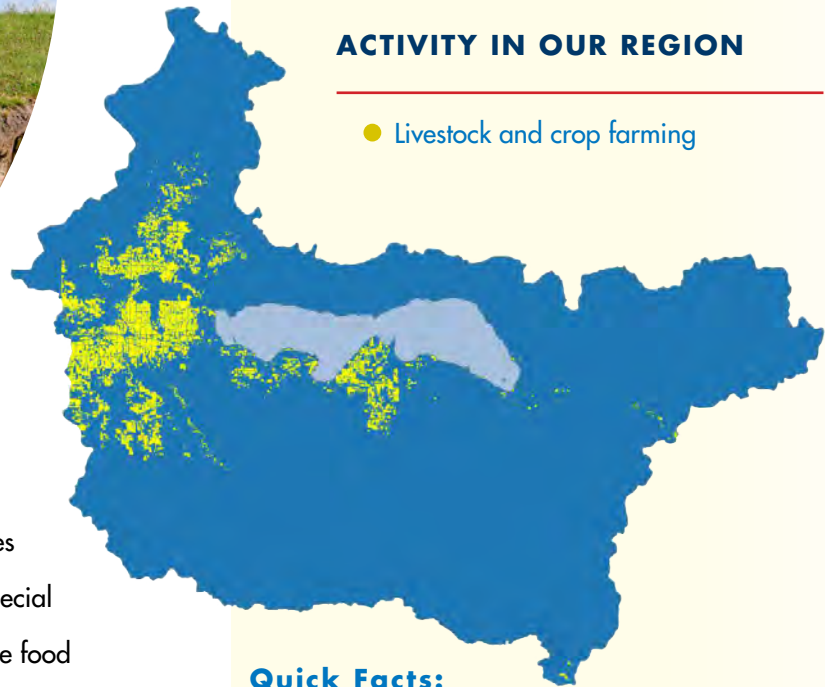 ACTIVITY IN OUR REGION
Livestock and crop farming
es
ecial
e food
Quick Facts: